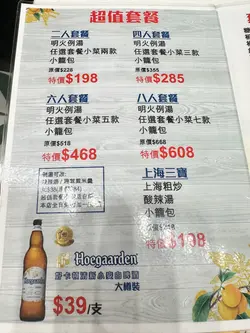 超值套餐
二人套餐
明火例湯
任選套餐小菜兩款
小籠包
原價$228
特價$198
四人套餐
明火例湯
任選套餐小菜三款
小籠包
特價$285
六人套餐
明火例湯
任選套餐小菜五款
小籠包
原價$618
特價$468
八人套餐
明火例湯
任選套餐小菜七款
小籠包
特價$608
上海三寶
上海粗炒
酸辣湯
小籠包
特價$108
Hoegaarden
大樽裝
$39/支